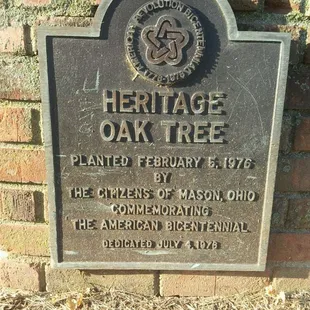 AMERICAN REVOLUTION BICENTENNIAL
1776-1976
HERITAGE
OAK TREE
PLANTED FEBRUARY 5, 1976
BY
THE CITIZENS OF MASON, OHIO
COMMEMORATING
THE AMERICAN BICENTENNIAL
DEDICATED JULY 4, 1976